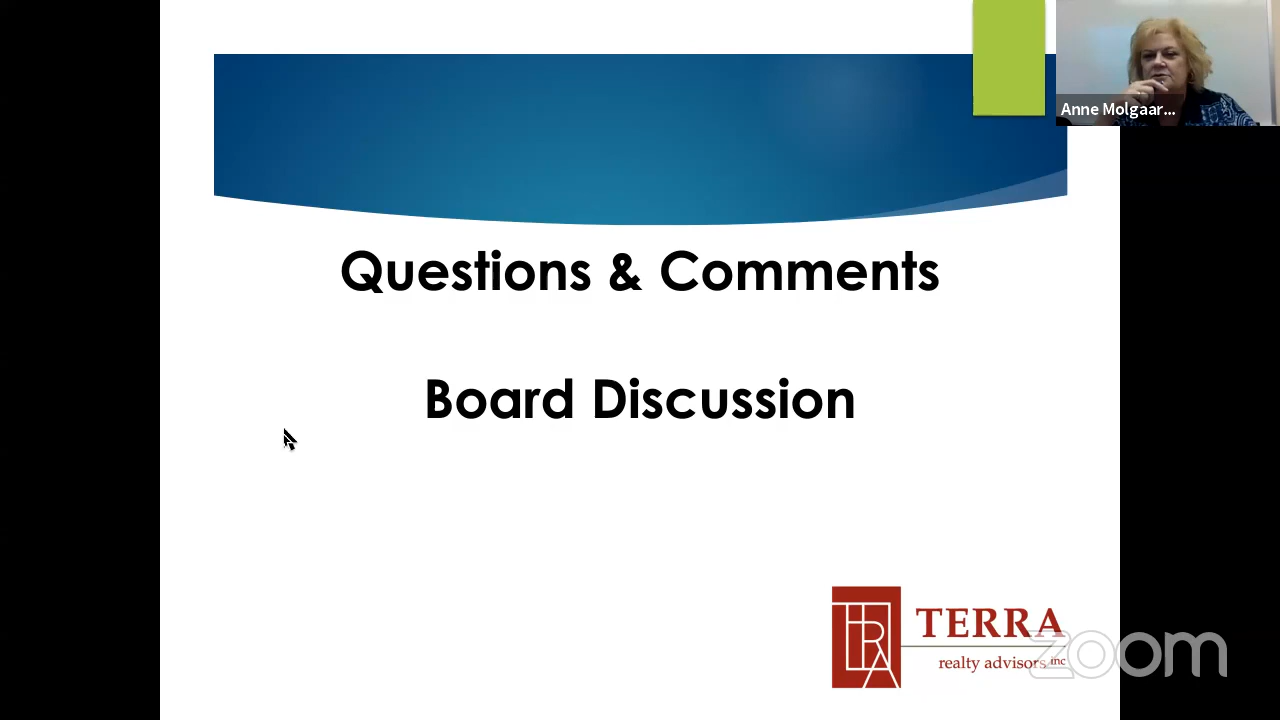 Anne Molgaar...
Questions & Comments
Board Discussion
TERRA
realty advisors inc
zoom